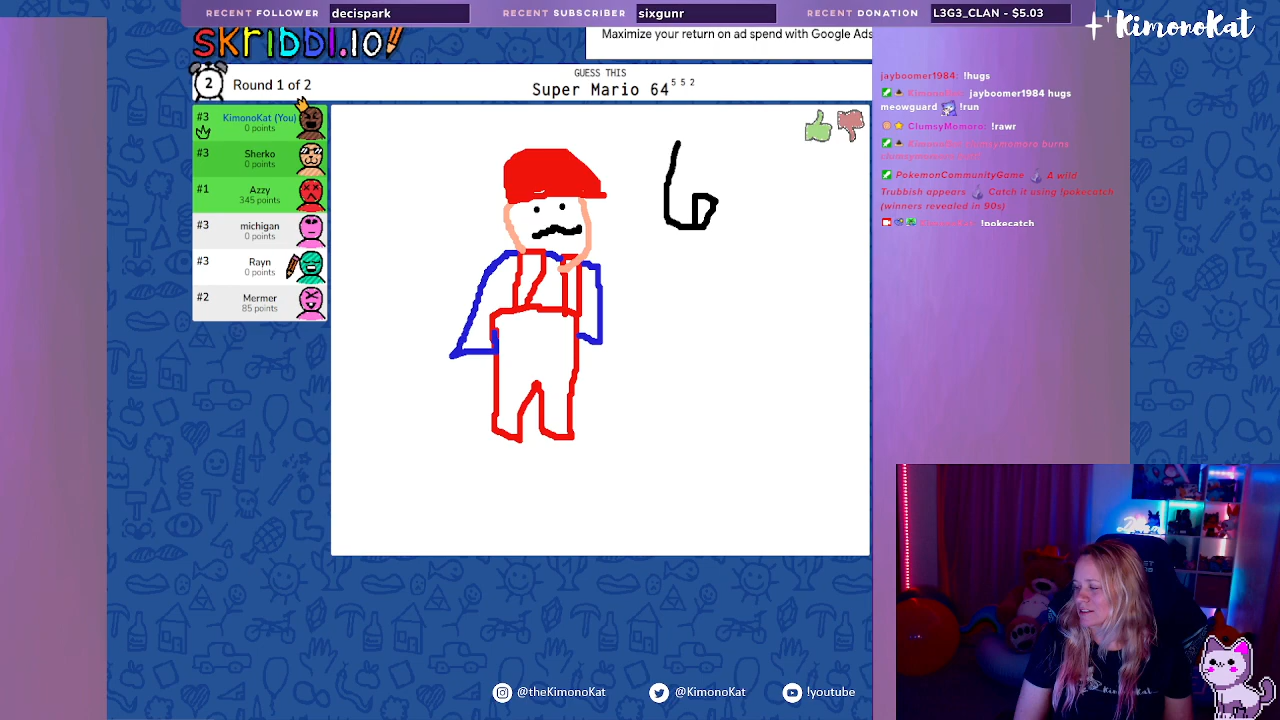 RECENT FOLLOWER decispark
RECENT SUBSCRIBER sixgunr
RECENT DONATION L3G3_CLAN - $5.03
KimonoKat
skribbl.io
Maximize your return on ad spend with Google Ads
2
Round 1 of 2
GUESS THIS
Super Mario 64 5 5 2
#3 KimonoKat (You)
0 points
#3 Sherko
0 points
#1 Azzy
345 points
#3 michigan
0 points
#3 Rayn
0 points
#2 Mermer
85 points
6
jayboomer1984: !hugs
jayboomer1984 hugs
meowguard !run
ClumsyMomoro: !rawr
PokemonCommunityGame A wild
Trubbish appears Catch it using !pokecatch
(winners revealed in 90s)
!pokecatch
@theKimonoKat
@KimonoKat
!youtube